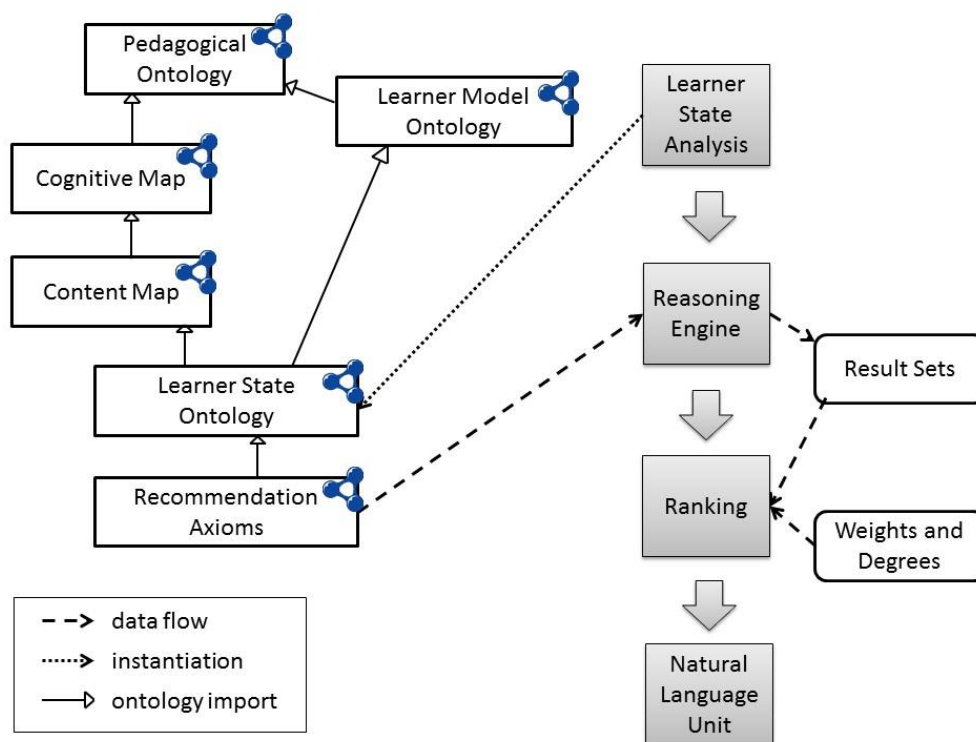 Pedagogical
Ontology
Learner Model
Ontology
Learner
State
Analysis
Cognitive Map
Content Map
Reasoning
Engine
Result Sets
Learner State
Ontology
Recommendation
Axioms
Ranking
Weights and
Degrees
data flow
instantiation
ontology import
Natural
Language
Unit